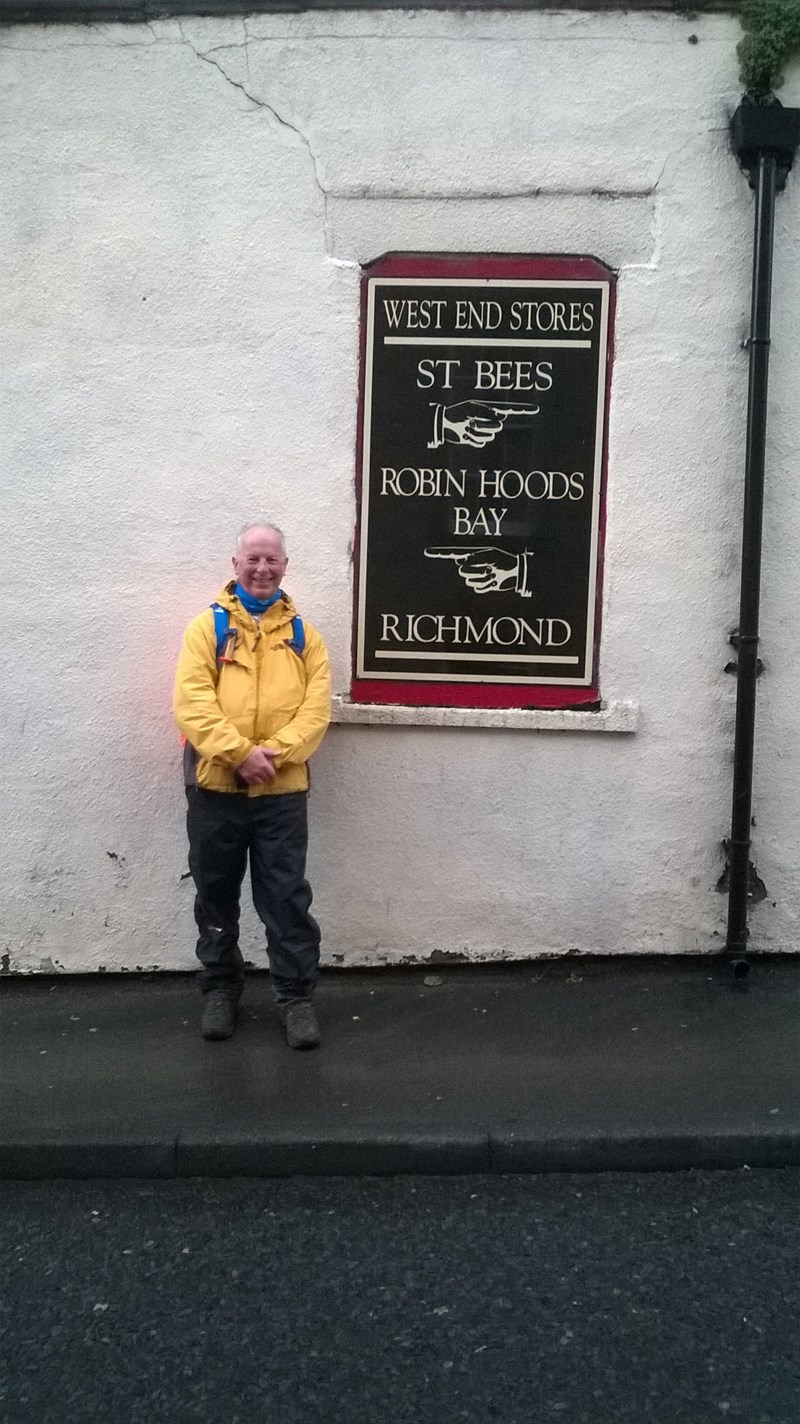 WEST END STORES
ST BEES
ROBIN HOODS
BAY
RICHMOND